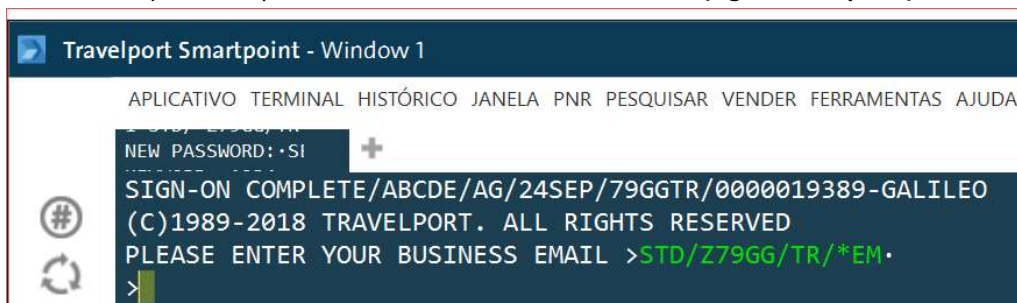 Travelport Smartpoint - Window 1
APLICATIVO TERMINAL HISTÓRICO JANELA PNR PESQUISAR VENDER FERRAMENTAS AJUDA
NEW PASSWORD:·SI
SIGN-ON COMPLETE/ABCDE/AG/24SEP/79GGTR/0000019389-GALILEO
(C)1989-2018 TRAVELPORT. ALL RIGHTS RESERVED
PLEASE ENTER YOUR BUSINESS EMAIL >STD/Z79GG/TR/*EM·
>